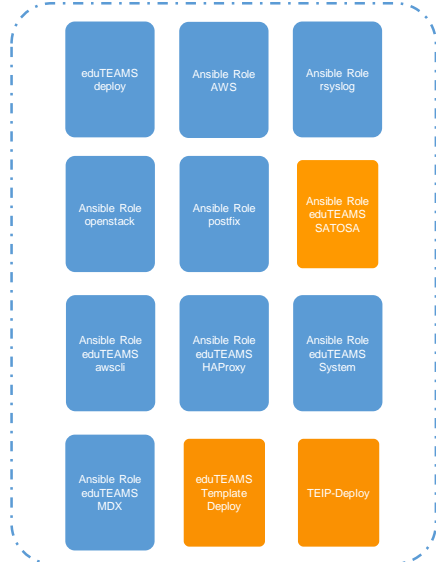 eduTEAMS
deploy
Ansible Role
AWS
Ansible Role
rsyslog
Ansible Role
openstack
Ansible Role
postfix
Ansible Role
eduTEAMS
SATOSA
Ansible Role
eduTEAMS
awscli
Ansible Role
eduTEAMS
HAProxy
Ansible Role
eduTEAMS
System
Ansible Role
eduTEAMS
MDX
eduTEAMS
Template
Deploy
TEIP-Deploy